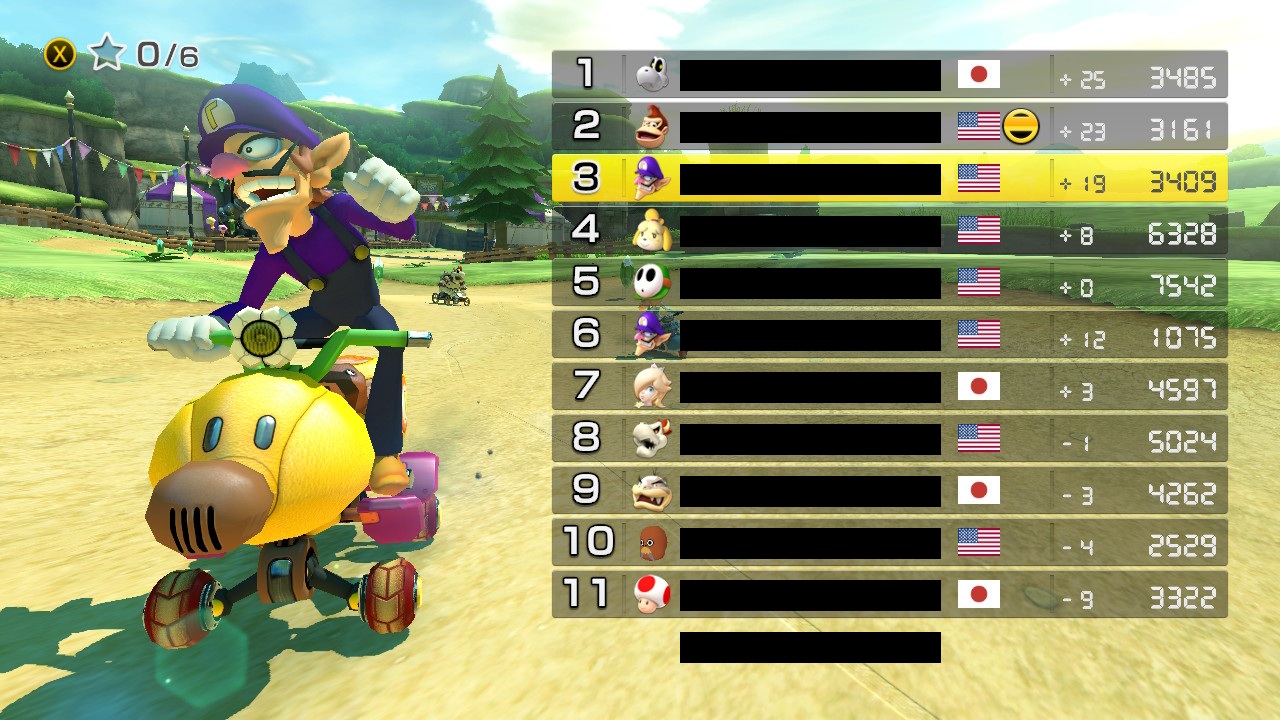 X 0/6
1 + 25 3485
2 + 23 3161
3 + 19 3409
4 + 8 6328
5 + 0 7542
6 + 12 1075
7 + 3 4597
8 - 1 5024
9 - 3 4262
10 - 4 2529
11 - 9 3322